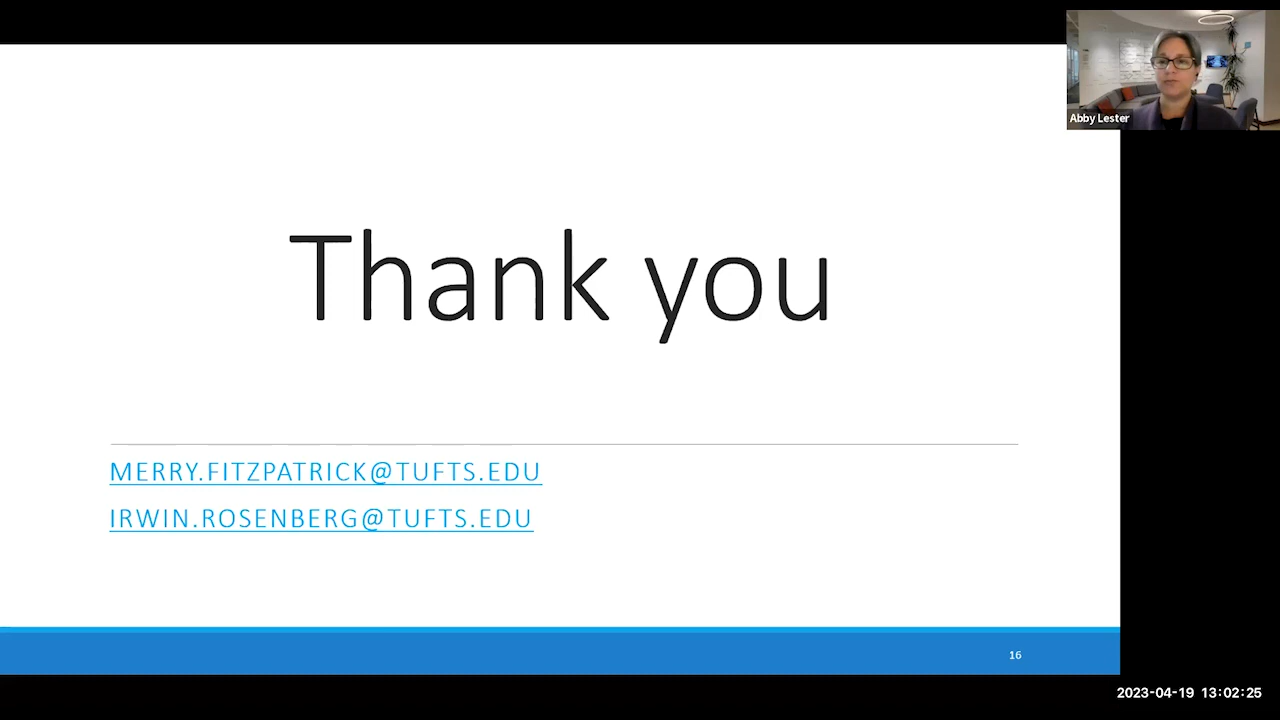 Abby Lester
Thank you
MERRY.FITZPATRICK@TUFTS.EDU
IRWIN.ROSENBERG@TUFTS.EDU
16
2023-04-19 13:02:25